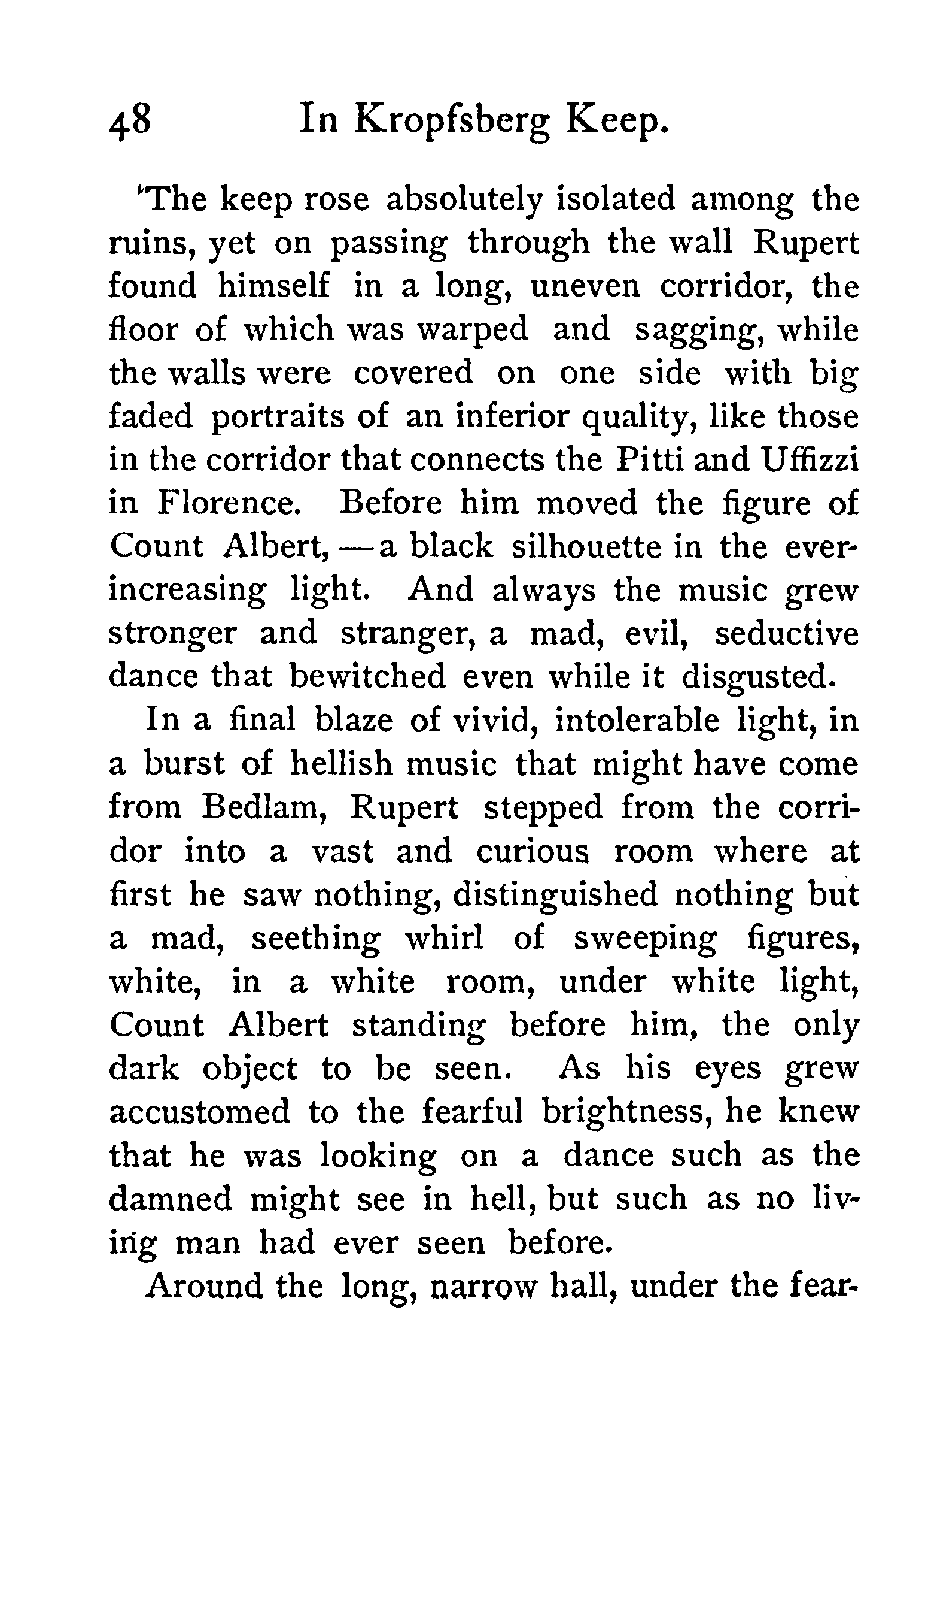 48 In Kropfsberg Keep.
The keep rose absolutely isolated among the
ruins, yet on passing through the wall Rupert
found himself in a long, uneven corridor, the
floor of which was warped and sagging, while
the walls were covered on one side with big
faded portraits of an inferior quality, like those
in the corridor that connects the Pitti and Uffizzi
in Florence. Before him moved the figure of
Count Albert, — a black silhouette in the ever-
increasing light. And always the music grew
stronger and stranger, a mad, evil, seductive
dance that bewitched even while it disgusted.
In a final blaze of vivid, intolerable light, in
a burst of hellish music that might have come
from Bedlam, Rupert stepped from the corri-
dor into a vast and curious room where at
first he saw nothing, distinguished nothing but
a mad, seething whirl of sweeping figures,
white, in a white room, under white light,
Count Albert standing before him, the only
dark object to be seen. As his eyes grew
accustomed to the fearful brightness, he knew
that he was looking on a dance such as the
damned might see in hell, but such as no liv-
ing man had ever seen before.
Around the long, narrow hall, under the fear-